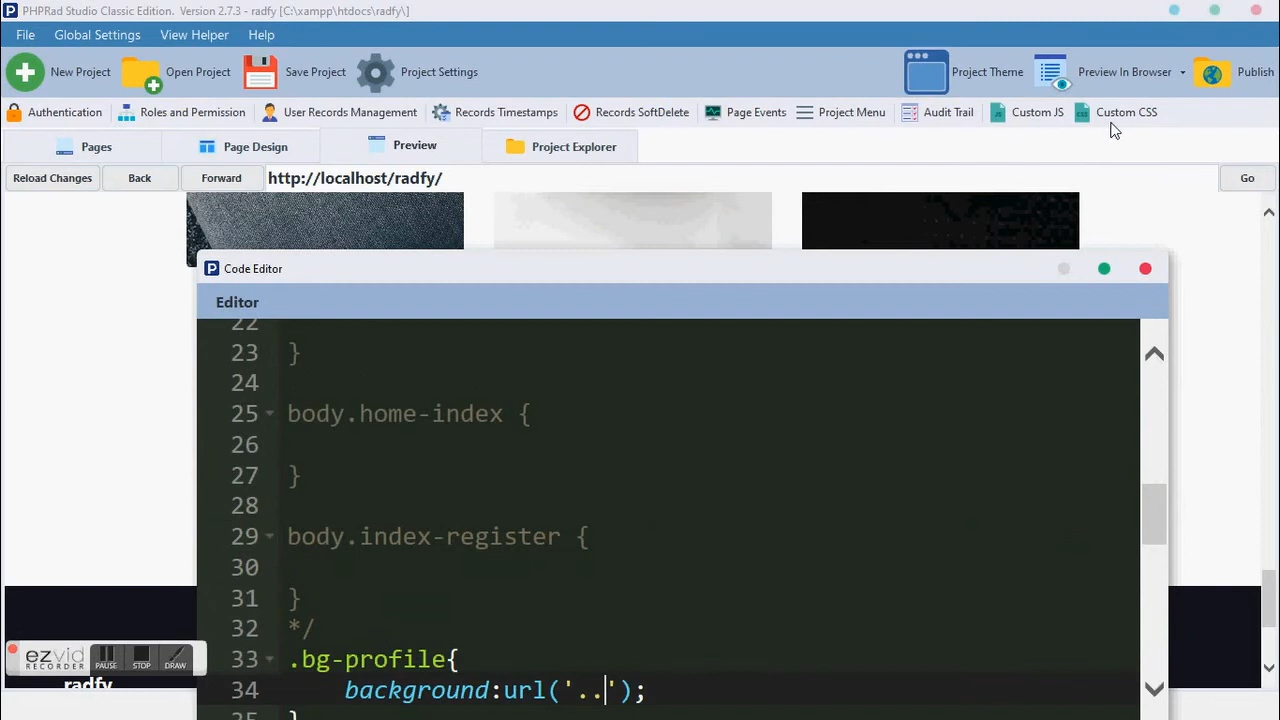 PHPRad Studio Classic Edition. Version 2.7.3 - radfy [C:\xampp\htdocs\radfy\]
File Global Settings View Helper Help
New Project Open Project Save Project Project Settings Project Theme Preview In Browser Publish
Authentication Roles and Permission User Records Management Records Timestamps Records SoftDelete Page Events Project Menu Audit Trail Custom JS Custom CSS
Pages Page Design Preview Project Explorer
Reload Changes Back Forward http://localhost/radfy/ Go
Code Editor
Editor
22
23 }
24
25 body.home-index {
26
27 }
28
29 body.index-register {
30
31 }
32 */
33 .bg-profile{
34 background:url('..');
35 }
ezvid
RECORDER
PAUSE STOP DRAW
radfy